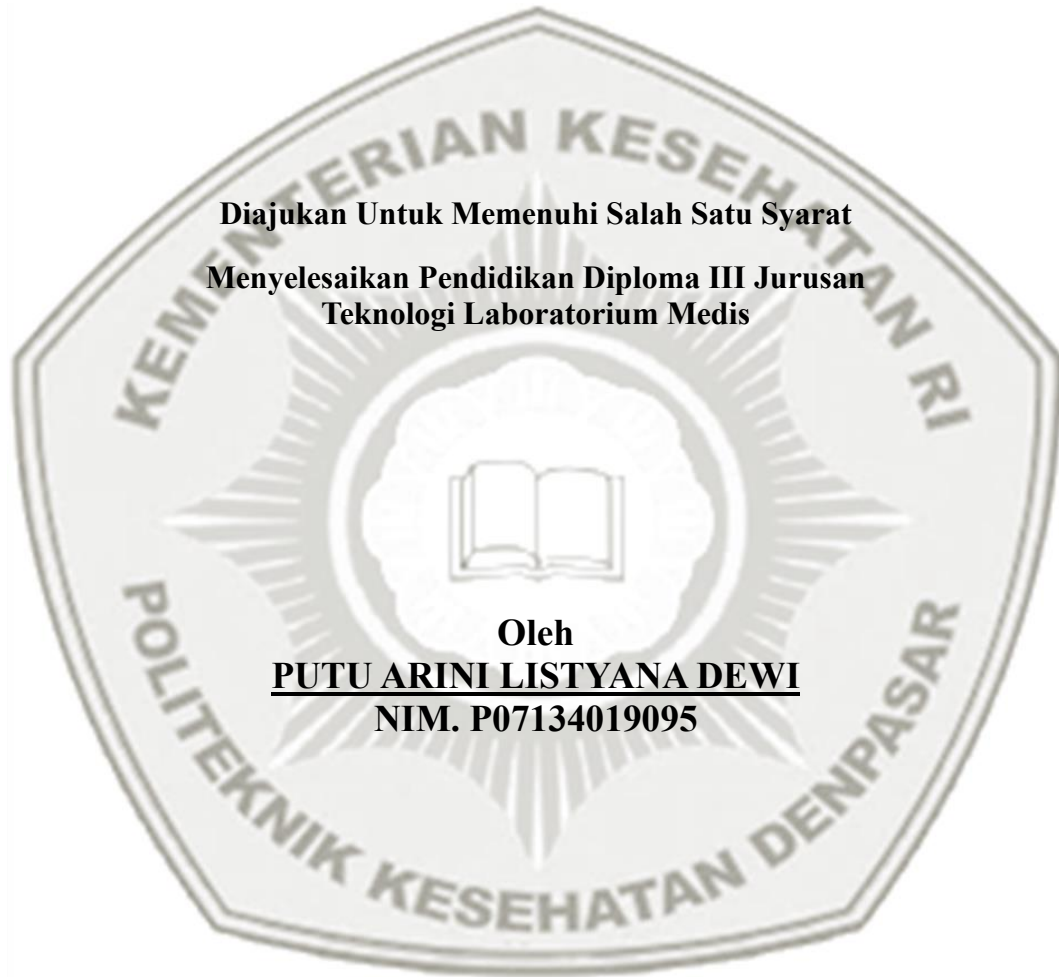 KEMENTERIAN KESEHATAN RI
Diajukan Untuk Memenuhi Salah Satu Syarat
Menyelesaikan Pendidikan Diploma III Jurusan
Teknologi Laboratorium Medis
Oleh
PUTU ARINI LISTYANA DEWI
NIM. P07134019095
POLITEKNIK KESEHATAN DENPASAR